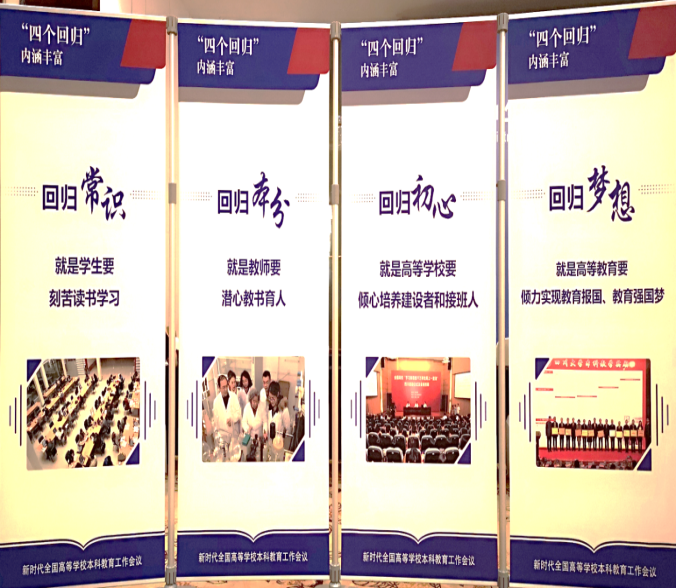 “四个回归”
内涵丰富
回归常识
就是学生要
刻苦读书学习
新时代全国高等学校本科教育工作会议
“四个回归”
内涵丰富
回归本分
就是教师要
潜心教书育人
新时代全国高等学校本科教育工作会议
“四个回归”
内涵丰富
回归初心
就是高等学校要
倾心培养建设者和接班人
新时代全国高等学校本科教育工作会议
“四个回归”
内涵丰富
回归梦想
就是高等教育要
倾力实现教育报国、教育强国梦
新时代全国高等学校本科教育工作会议